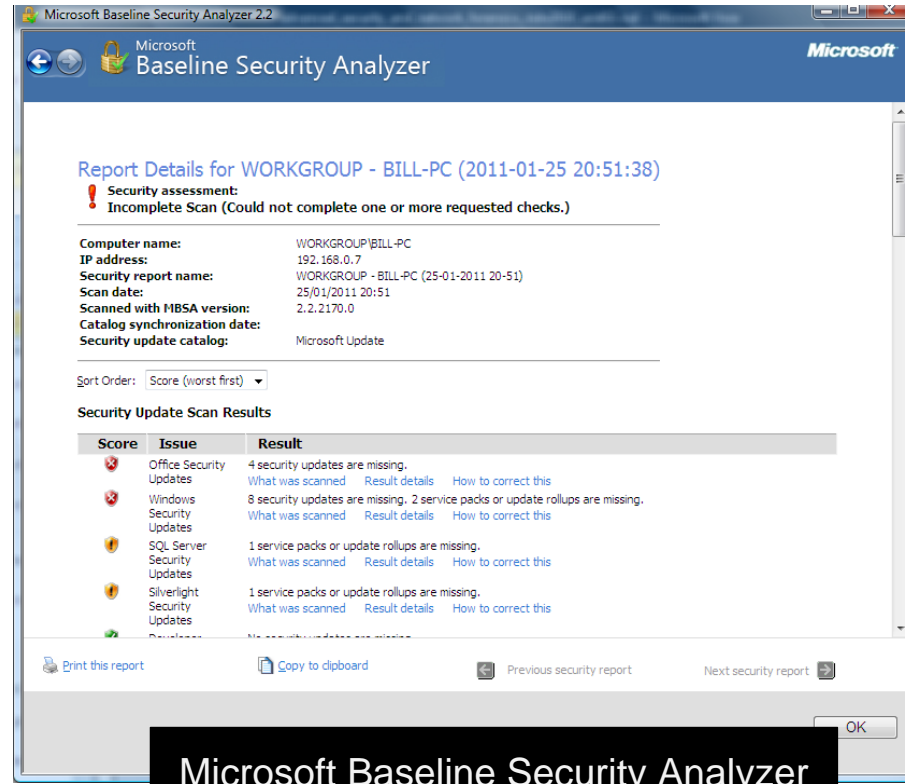 Microsoft Baseline Security Analyzer 2.2
Microsoft
Baseline Security Analyzer
Microsoft
Report Details for WORKGROUP - BILL-PC (2011-01-25 20:51:38)
Security assessment:
Incomplete Scan (Could not complete one or more requested checks.)
Computer name: WORKGROUP\BILL-PC
IP address: 192.168.0.7
Security report name: WORKGROUP - BILL-PC (25-01-2011 20-51)
Scan date: 25/01/2011 20:51
Scanned with MBSA version: 2.2.2170.0
Catalog synchronization date:
Security update catalog: Microsoft Update
Sort Order: Score (worst first)
Security Update Scan Results
Score Issue Result
Office Security 4 security updates are missing.
Updates What was scanned Result details How to correct this
Windows 8 security updates are missing. 2 service packs or update rollups are missing.
Security What was scanned Result details How to correct this
Updates
SQL Server 1 service packs or update rollups are missing.
Security What was scanned Result details How to correct this
Updates
Silverlight 1 service packs or update rollups are missing.
Security What was scanned Result details How to correct this
Updates
Developer No security updates are missing
Print this report Copy to clipboard Previous security report Next security report
OK
Microsoft Baseline Security Analyzer